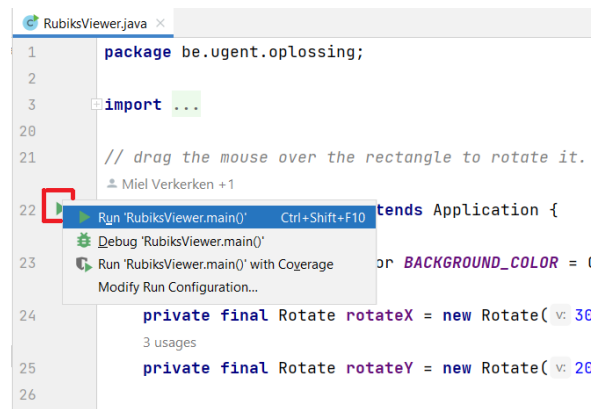 RubiksViewer.java
1 package be.ugent.oplossing;
2
3 import ...
20
21 // drag the mouse over the rectangle to rotate it.
Miel Verkerken +1
22 tends Application {
Run 'RubiksViewer.main()' Ctrl+Shift+F10
Debug 'RubiksViewer.main()'
23 or BACKGROUND_COLOR =
Run 'RubiksViewer.main()' with Coverage
Modify Run Configuration...
24 private final Rotate rotateX = new Rotate( v: 30
3 usages
25 private final Rotate rotateY = new Rotate( v: 20
26